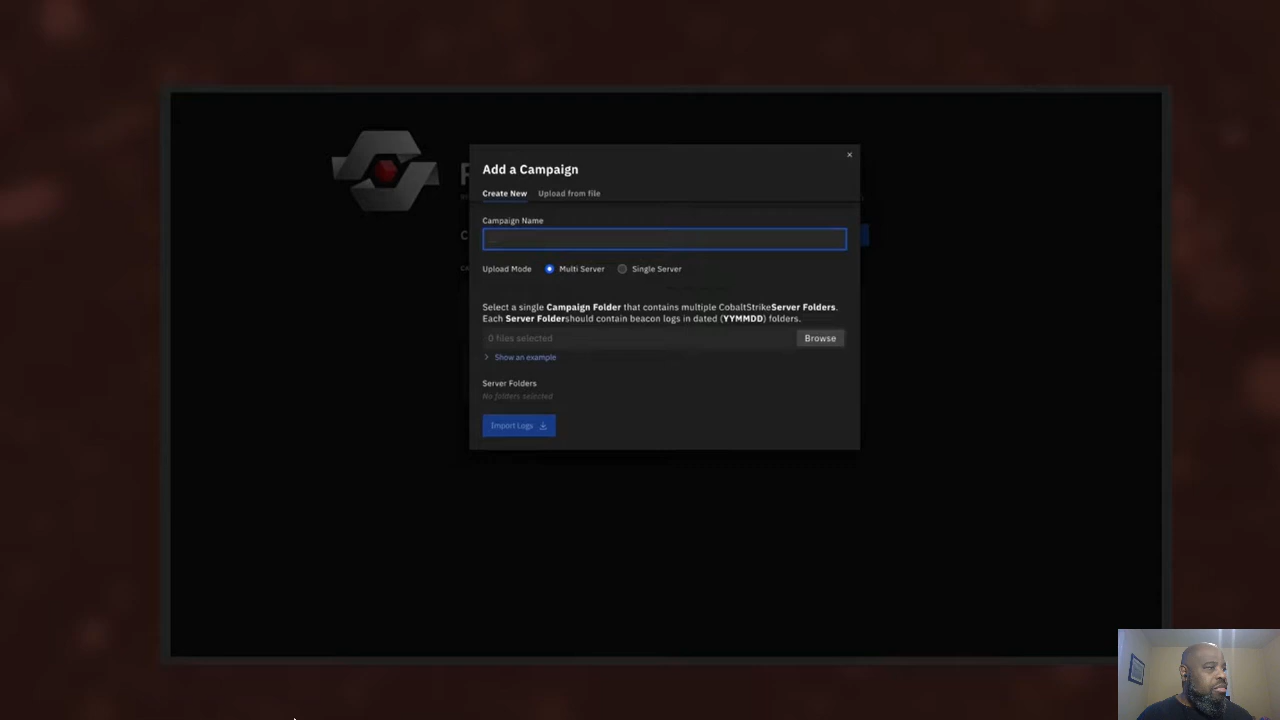 Add a Campaign
Create New Upload from file
Campaign Name
Upload Mode Multi Server Single Server
Select a single Campaign Folder that contains multiple CobaltStrikeServer Folders.
Each Server Foldershould contain beacon logs in dated (YYMMDD) folders.
0 files selected Browse
Show an example
Server Folders
No folders selected
Import Logs